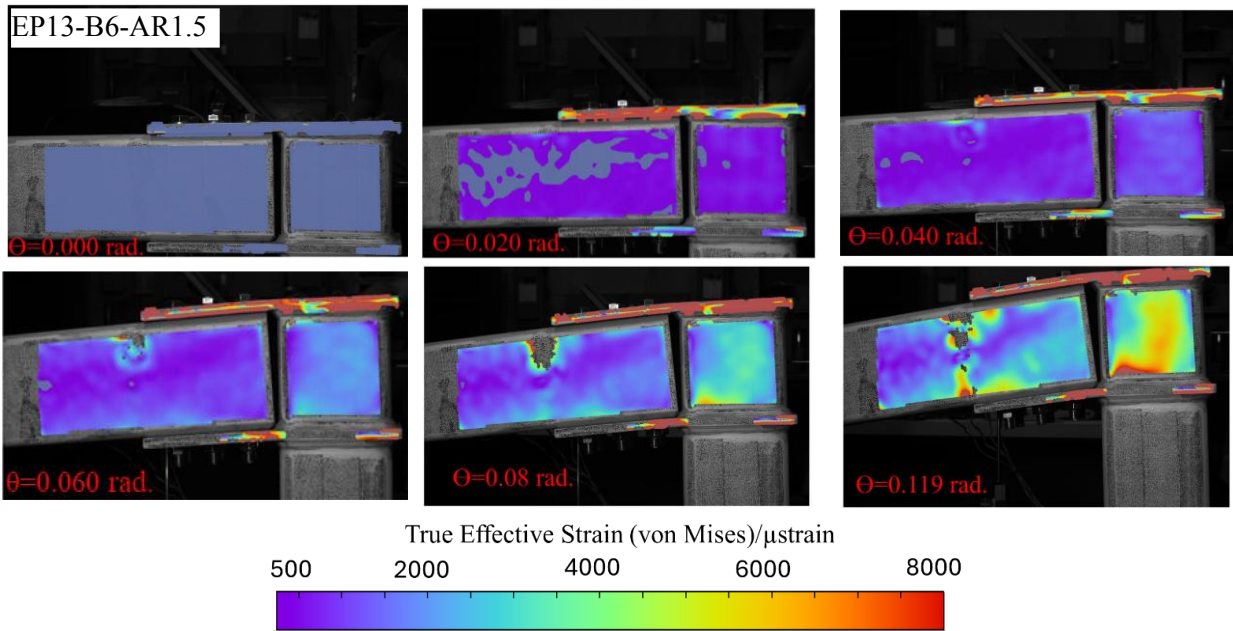 EP13-B6-AR1.5
Ө=0.000 rad.
Ө=0.020 rad.
Ө=0.040 rad.
θ=0.060 rad.
Ө=0.08 rad.
Ө=0.119 rad.
True Effective Strain (von Mises)/µstrain
500 2000 4000 6000 8000